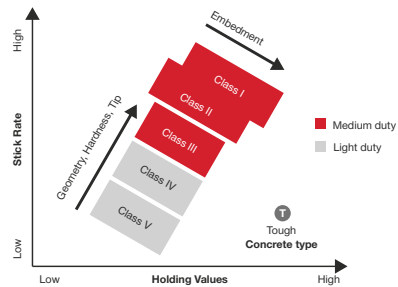 High
Embedment
Class I
Class II
Geometry, Hardness, Tip
Stick Rate
Class III
Medium duty
Light duty
Class IV
Class V
T
Tough
Concrete type
Low
Low
Holding Values
High